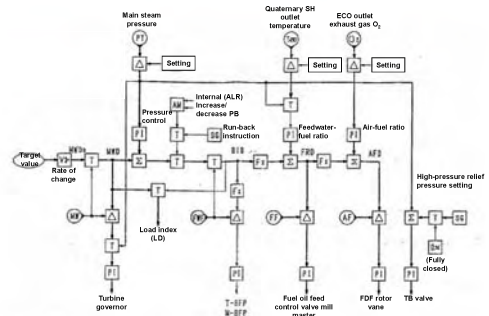 Main steam
pressure
Quaternary SH
outlet
temperature
ECO outlet
exhaust gas O₂
PT
O₂
Δ
Setting
Δ
Setting
Δ
Setting
Pressure
control
AM
Internal (ALR)
Increase/
decrease PB
T
PI
T
SG
Run-back
instruction
PI
Feedwater-
fuel ratio
PI
Air-fuel ratio
Target
value
T
MWD
Σ
T
T
BID
Fx
Σ
FRD
Fx
Σ
AFD
Rate of
change
High-pressure relief
pressure setting
T
Fx
MW
Δ
Load index
(LD)
Δ
FF
Δ
AF
Δ
Σ
T
SG
T
(Fully
closed)
PI
PI
PI
PI
PI
Turbine
governor
T-BFP
M-BFP
Fuel oil feed
control valve mill
master
FDF rotor
vane
TB valve